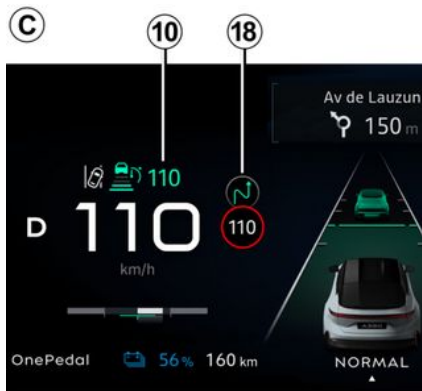 C
10
18
Av de Lauzun
150 m
110
D
110
km/h
110
OnePedal
56 %
160 km
NORMAL